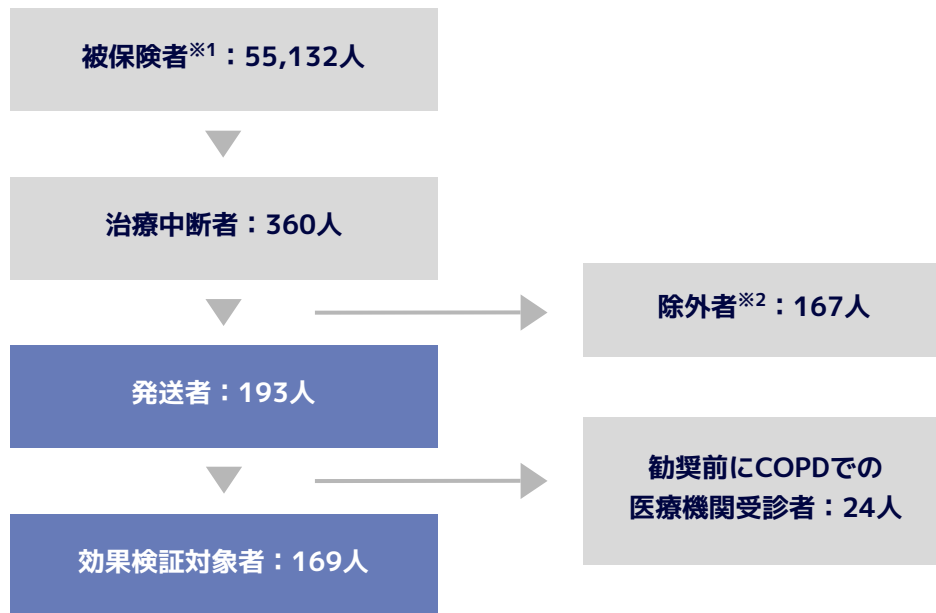 被保険者※1：55,132人
治療中断者：360人
除外者※2：167人
発送者：193人
勧奨前にCOPDでの
医療機関受診者：24人
効果検証対象者：169人